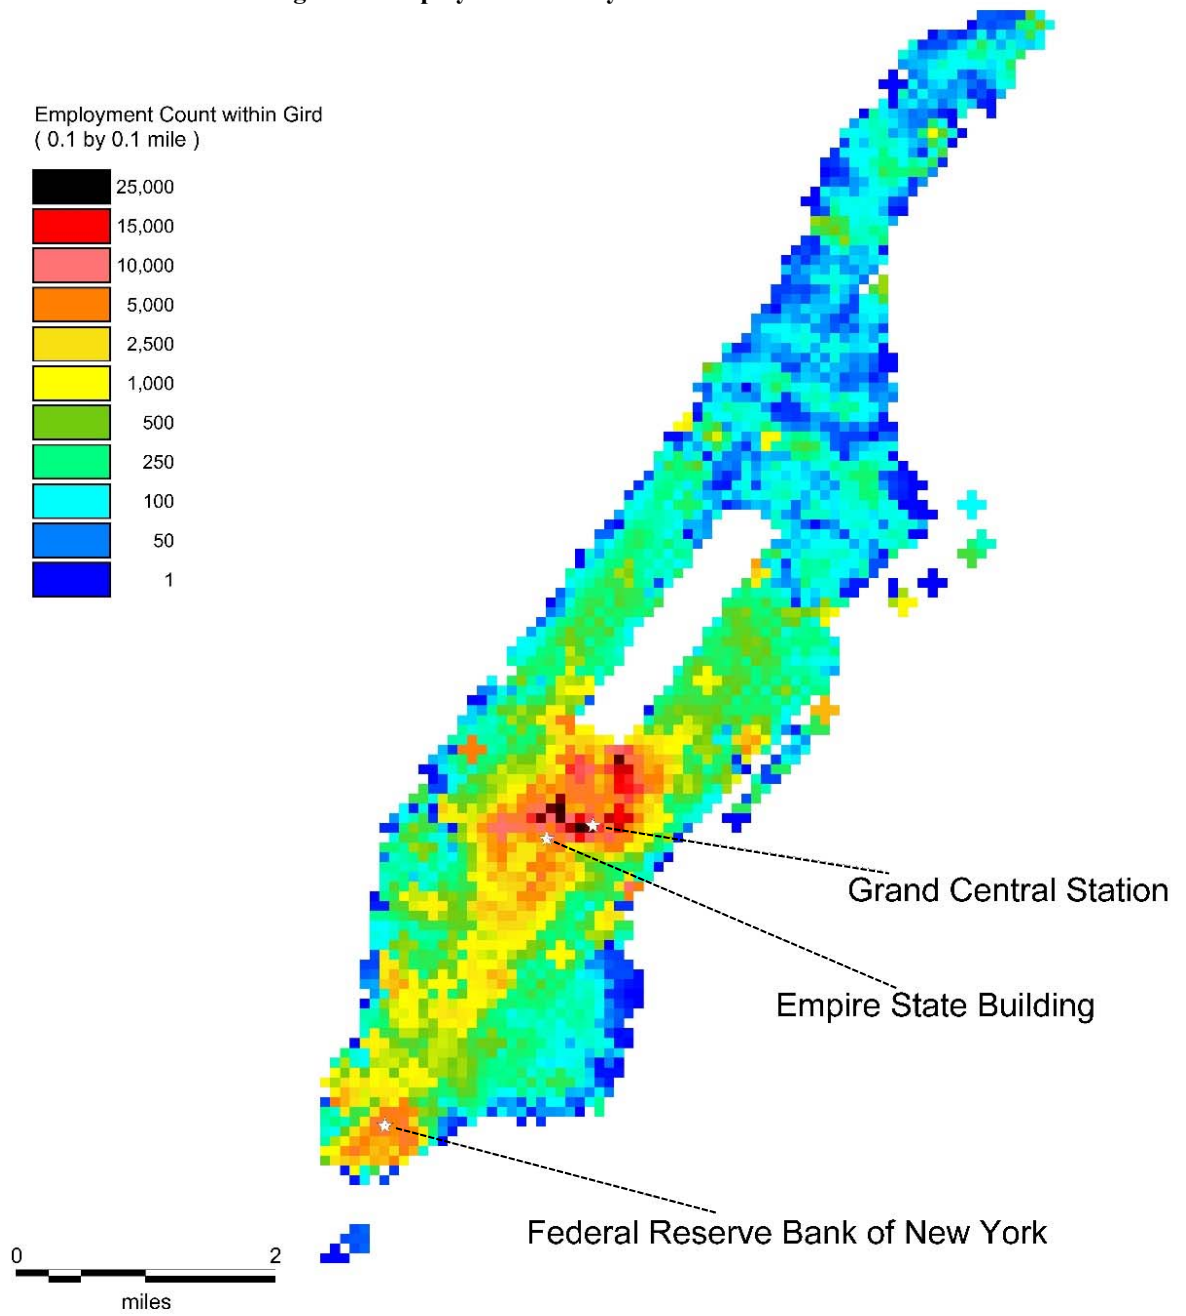 Employment Count within Gird
( 0.1 by 0.1 mile )
25,000
15,000
10,000
5,000
2,500
1,000
500
250
100
50
1
Grand Central Station
Empire State Building
Federal Reserve Bank of New York
0 2
miles